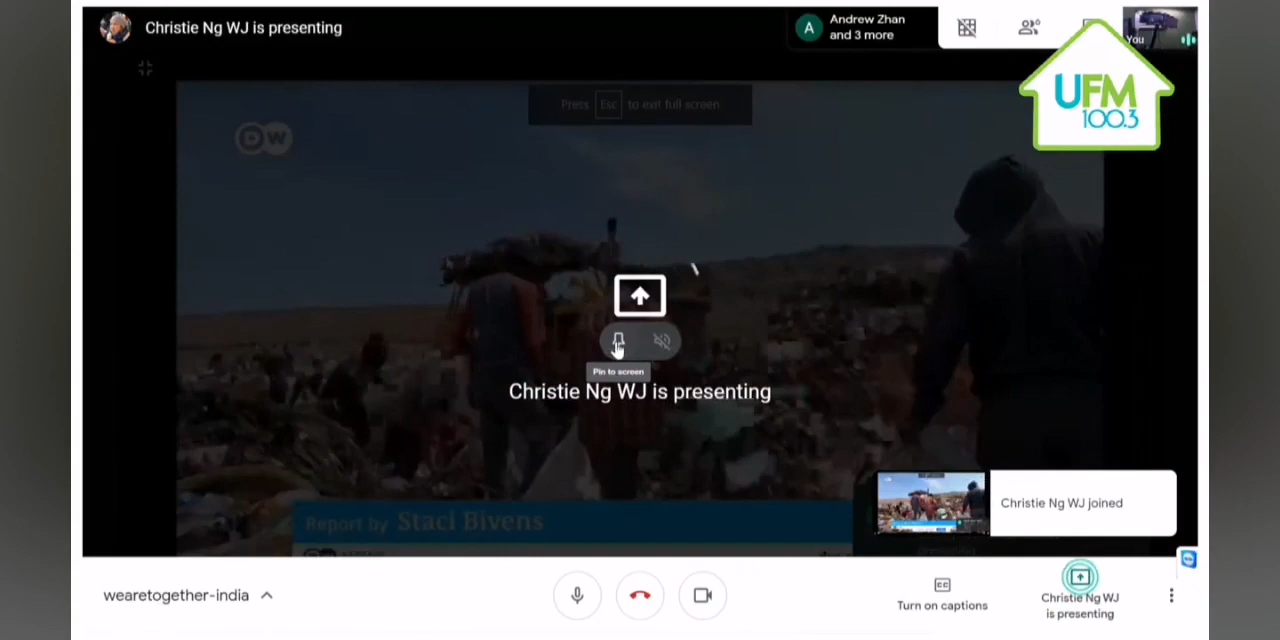 Christie Ng WJ is presenting
A
Andrew Zhan
and 3 more
You
UFM
100.3
Press Esc to exit full screen
DW
Pin to screen
Christie Ng WJ is presenting
Christie Ng WJ joined
Report by Staci Bivens
wearetogether-india
CC
Turn on captions
Christie Ng WJ
is presenting